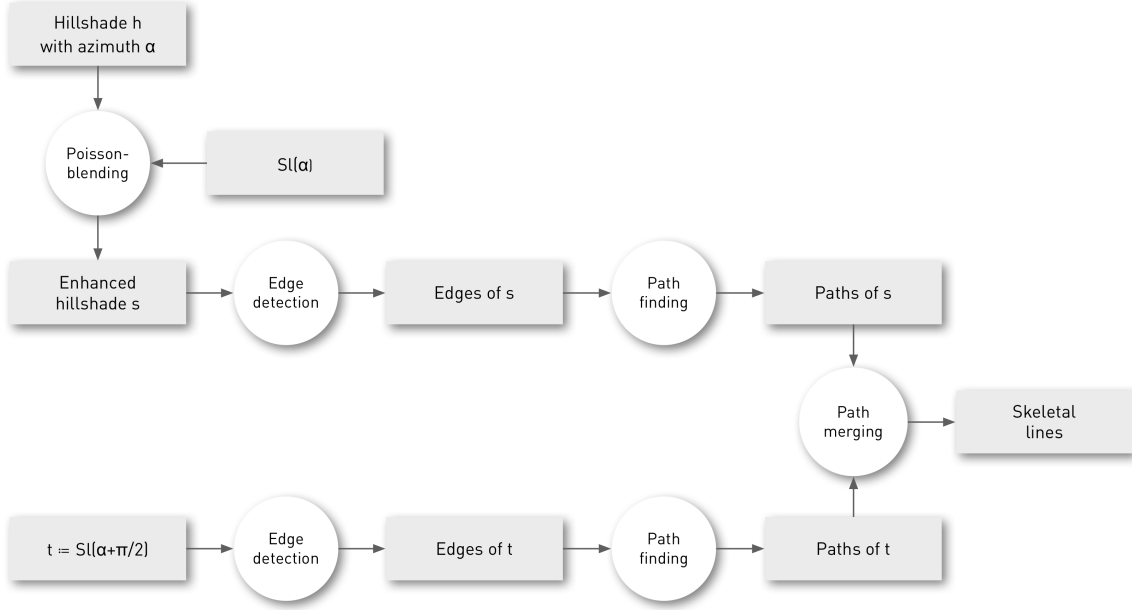 Hillshade h
with azimuth α
Poisson-
blending
Sl(α)
Enhanced
hillshade s
Edge
detection
Edges of s
Path
finding
Paths of s
Path
merging
Skeletal
lines
t ≔ Sl(α+π/2)
Edge
detection
Edges of t
Path
finding
Paths of t